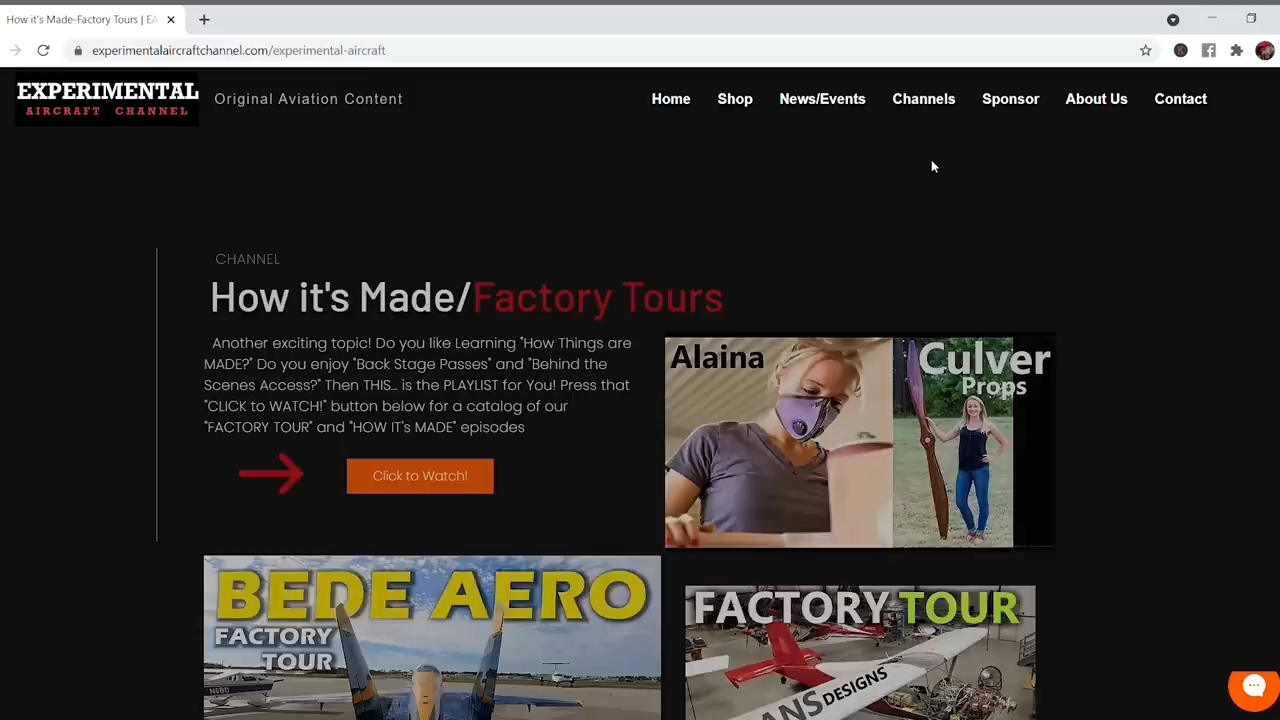 How it's Made-Factory Tours | EA
experimentalaircraftchannel.com/experimental-aircraft
EXPERIMENTAL
AIRCRAFT CHANNEL
Original Aviation Content
Home
Shop
News/Events
Channels
Sponsor
About Us
Contact
CHANNEL
How it's Made/Factory Tours
Another exciting topic! Do you like Learning "How Things are
MADE?" Do you enjoy "Back Stage Passes" and "Behind the
Scenes Access?" Then THIS... is the PLAYLIST for You! Press that
"CLICK to WATCH!" button below for a catalog of our
"FACTORY TOUR" and "HOW IT's MADE" episodes
Click to Watch!
Alaina
Culver
Props
BEDE AERO
FACTORY
TOUR
N6BD
FACTORY TOUR
ANS DESIGNS